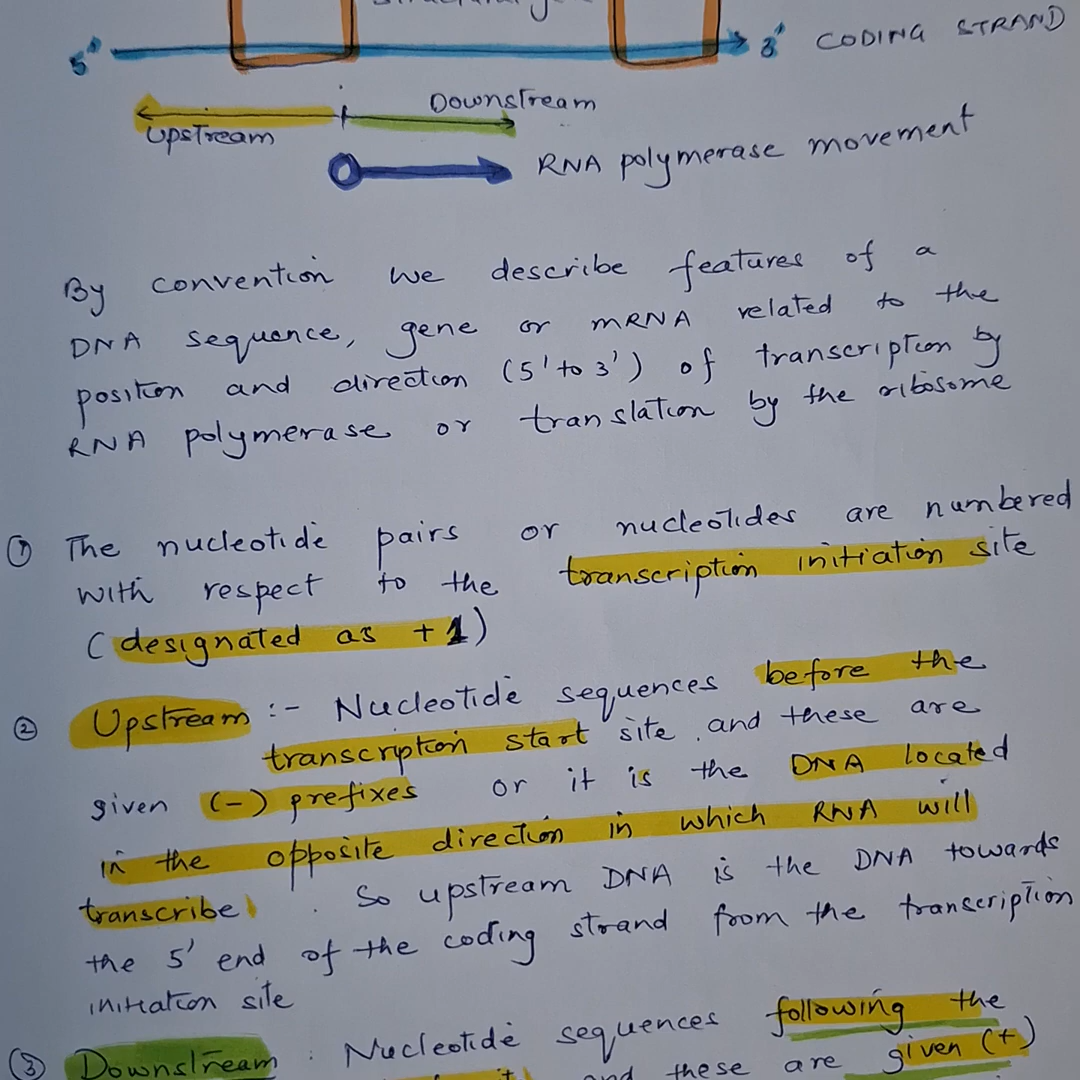 5' 3' CODING STRAND
Downstream
Upstream
RNA polymerase movement
By convention we describe features of a
DNA sequence, gene or mRNA related to the
position and direction (5' to 3') of transcription by
RNA polymerase or translation by the ribosome
① The nucleotide pairs or nucleotides are numbered
with respect to the transcription initiation site
(designated as +1)
② Upstream :- Nucleotide sequences before the
transcription start site and these are
given (-) prefixes or it is the DNA located
in the opposite direction in which RNA will
transcribe. So upstream DNA is the DNA towards
the 5' end of the coding strand from the transcription
initiation site
③ Downstream : Nucleotide sequences following the
and these are given (+)